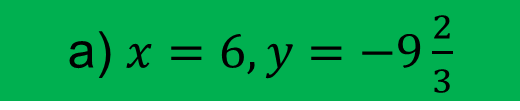 a) x = 6, y = −9 2/3